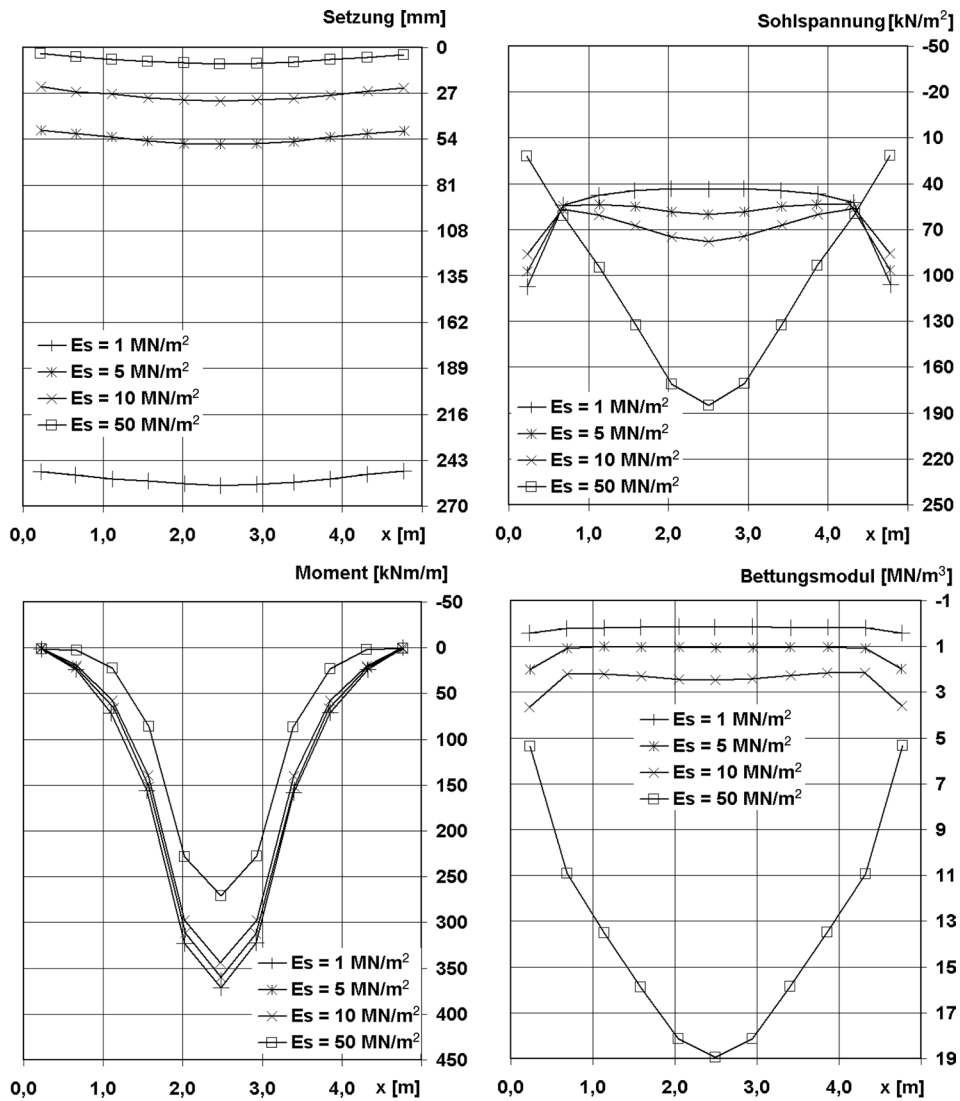 Setzung [mm]
0
27
54
81
108
135
162
189
216
243
270
Es = 1 MN/m²
Es = 5 MN/m²
Es = 10 MN/m²
Es = 50 MN/m²
0,0 1,0 2,0 3,0 4,0 x [m]
Sohlspannung [kN/m²]
-50
-20
10
40
70
100
130
160
190
220
250
Es = 1 MN/m²
Es = 5 MN/m²
Es = 10 MN/m²
Es = 50 MN/m²
0,0 1,0 2,0 3,0 4,0 x [m]
Moment [kNm/m]
-50
0
50
100
150
200
250
300
350
400
450
Es = 1 MN/m²
Es = 5 MN/m²
Es = 10 MN/m²
Es = 50 MN/m²
0,0 1,0 2,0 3,0 4,0 x [m]
Bettungsmodul [MN/m³]
-1
1
3
5
7
9
11
13
15
17
19
Es = 1 MN/m²
Es = 5 MN/m²
Es = 10 MN/m²
Es = 50 MN/m²
0,0 1,0 2,0 3,0 4,0 x [m]